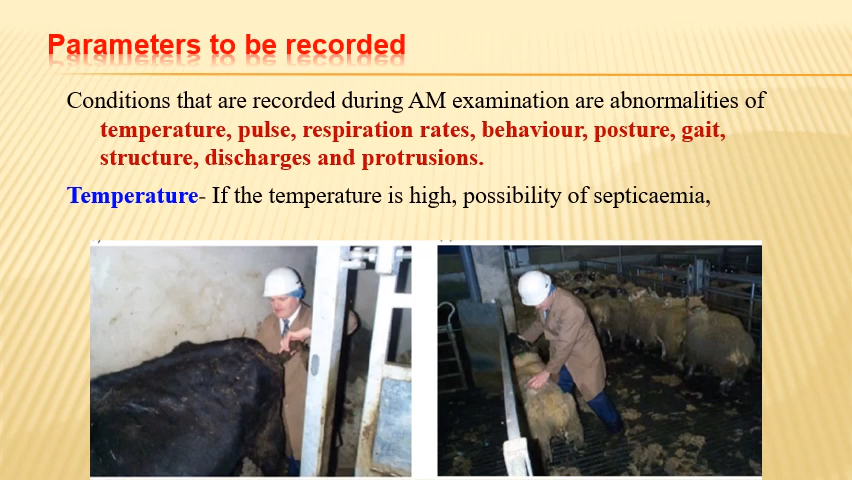 Parameters to be recorded
Conditions that are recorded during AM examination are abnormalities of
temperature, pulse, respiration rates, behaviour, posture, gait,
structure, discharges and protrusions.
Temperature- If the temperature is high, possibility of septicaemia,